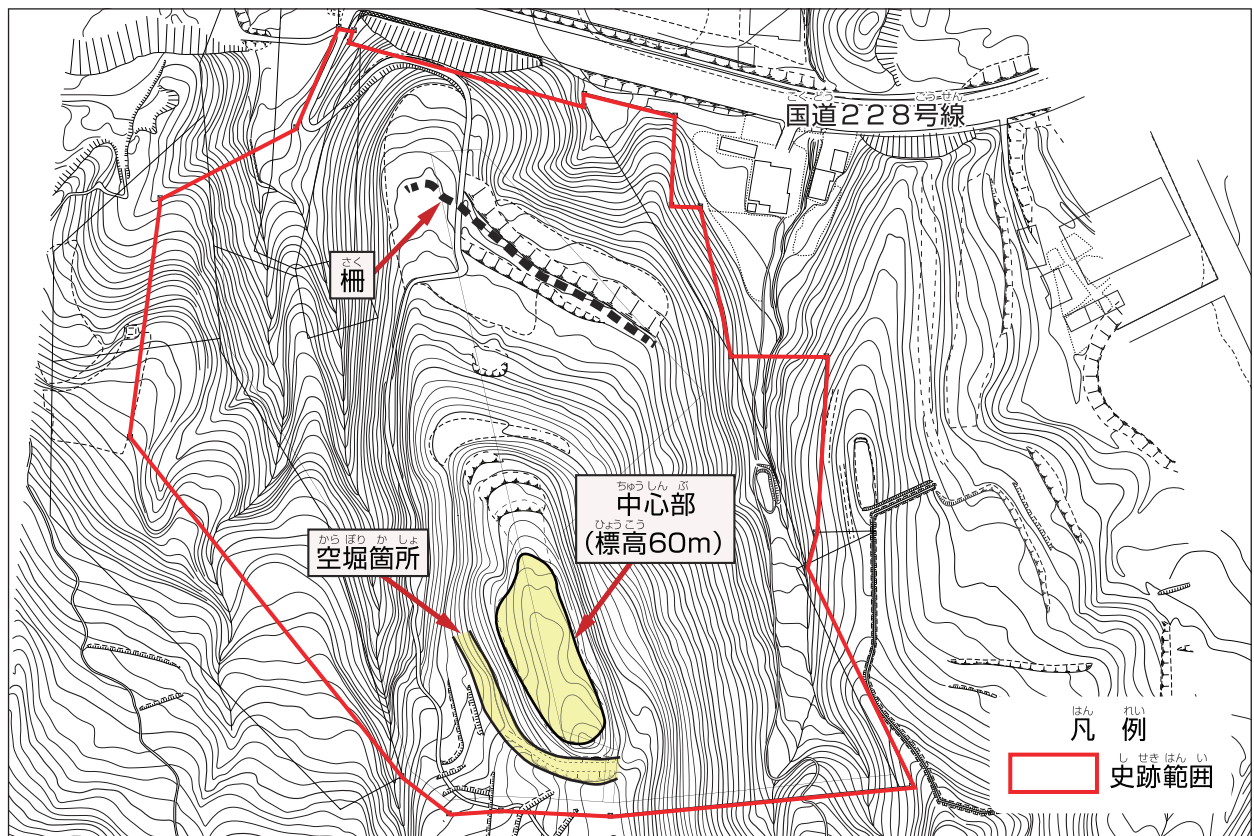 こくどう ごうせん
国道228号線
さく
柵
ちゅうしんぶ
中心部
ひょうこう
(標高60m)
からぼりかしょ
空堀箇所
はんれい
凡例
しせきはんい
史跡範囲